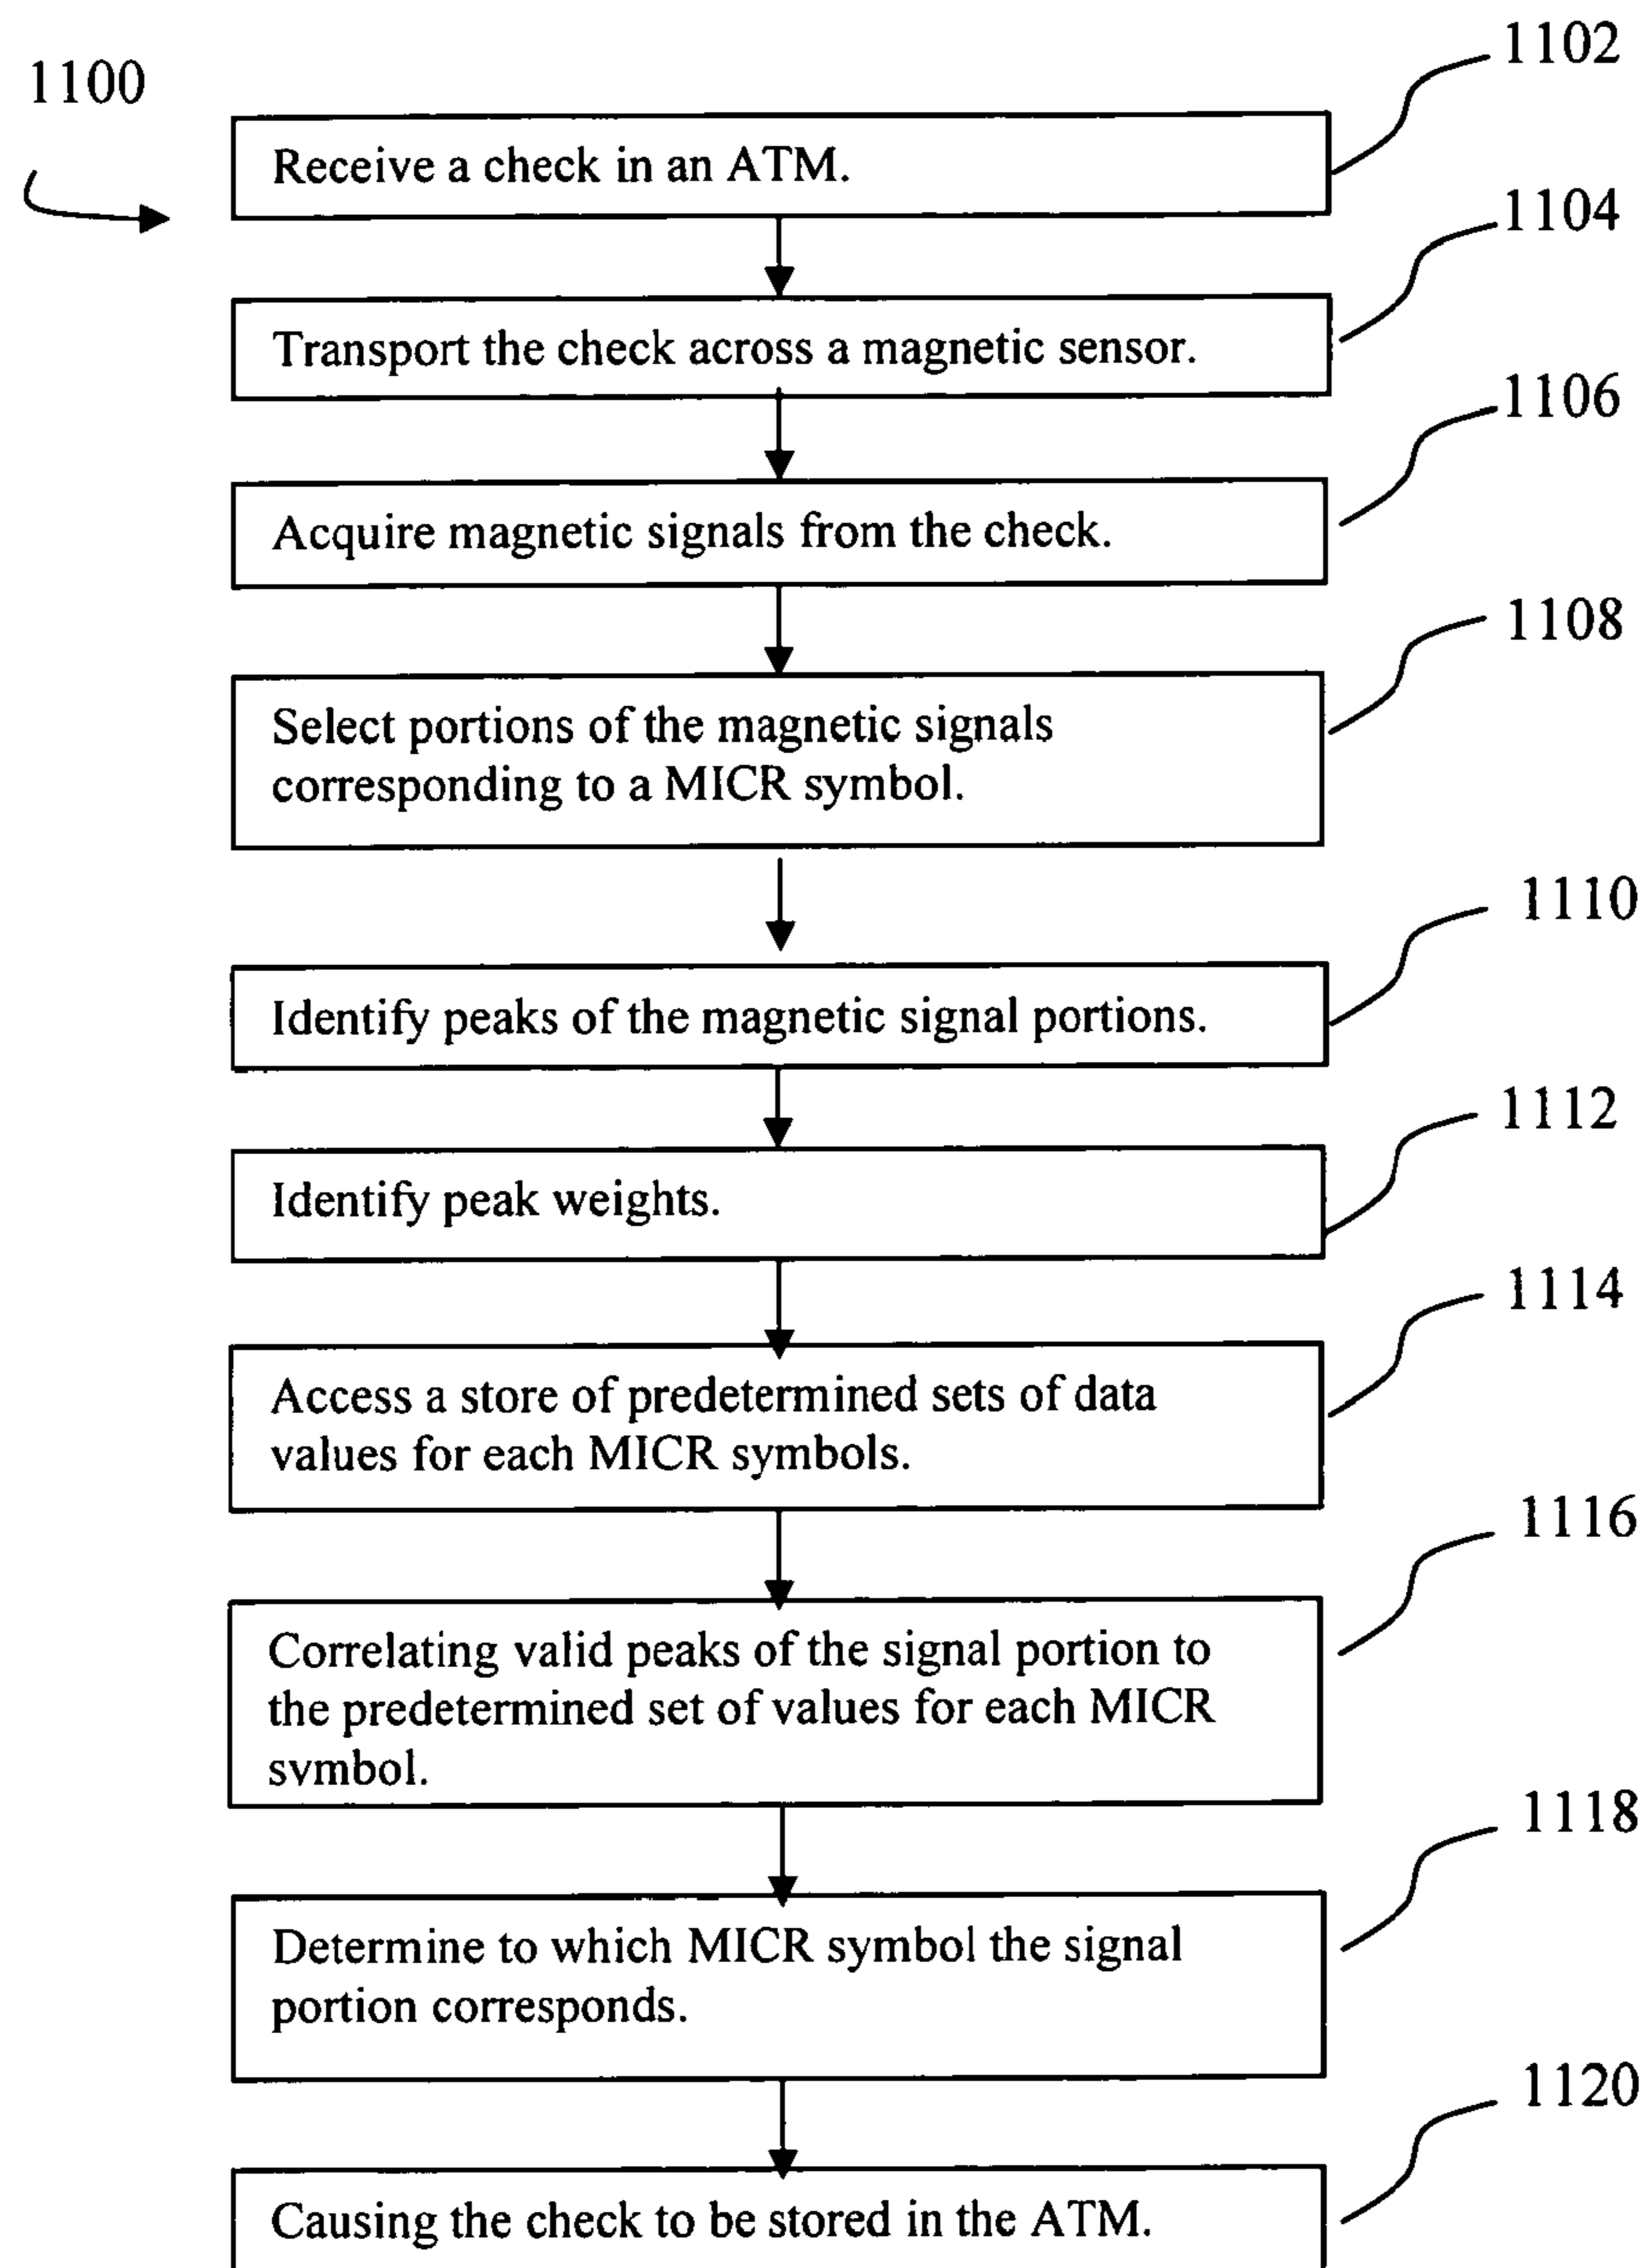 1100
1102
Receive a check in an ATM.
1104
Transport the check across a magnetic sensor.
1106
Acquire magnetic signals from the check.
1108
Select portions of the magnetic signals
corresponding to a MICR symbol.
1110
Identify peaks of the magnetic signal portions.
1112
Identify peak weights.
1114
Access a store of predetermined sets of data
values for each MICR symbols.
1116
Correlating valid peaks of the signal portion to
the predetermined set of values for each MICR
symbol.
1118
Determine to which MICR symbol the signal
portion corresponds.
1120
Causing the check to be stored in the ATM.